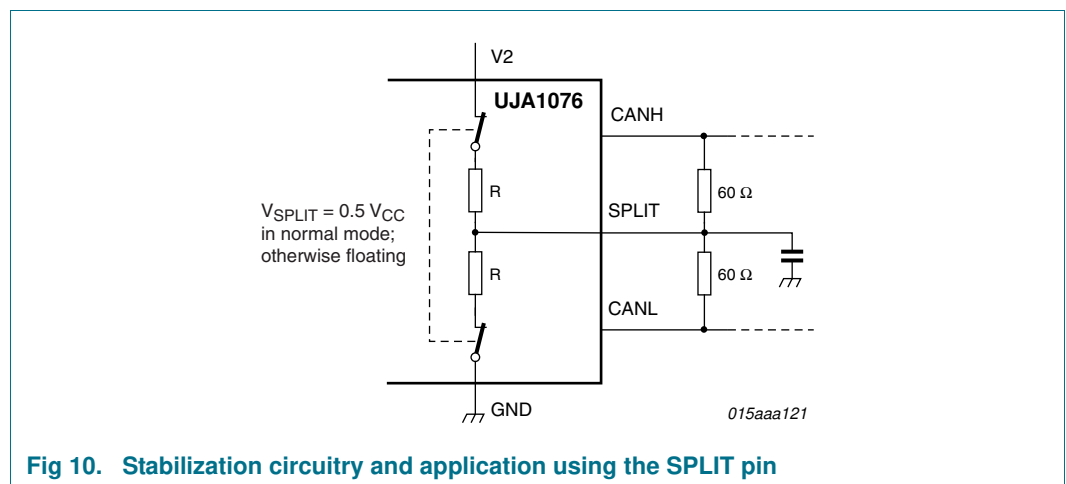 V2
UJA1076
CANH
R
60 Ω
VSPLIT = 0.5 VCC
in normal mode;
otherwise floating
SPLIT
R
60 Ω
CANL
GND
015aaa121
Fig 10. Stabilization circuitry and application using the SPLIT pin